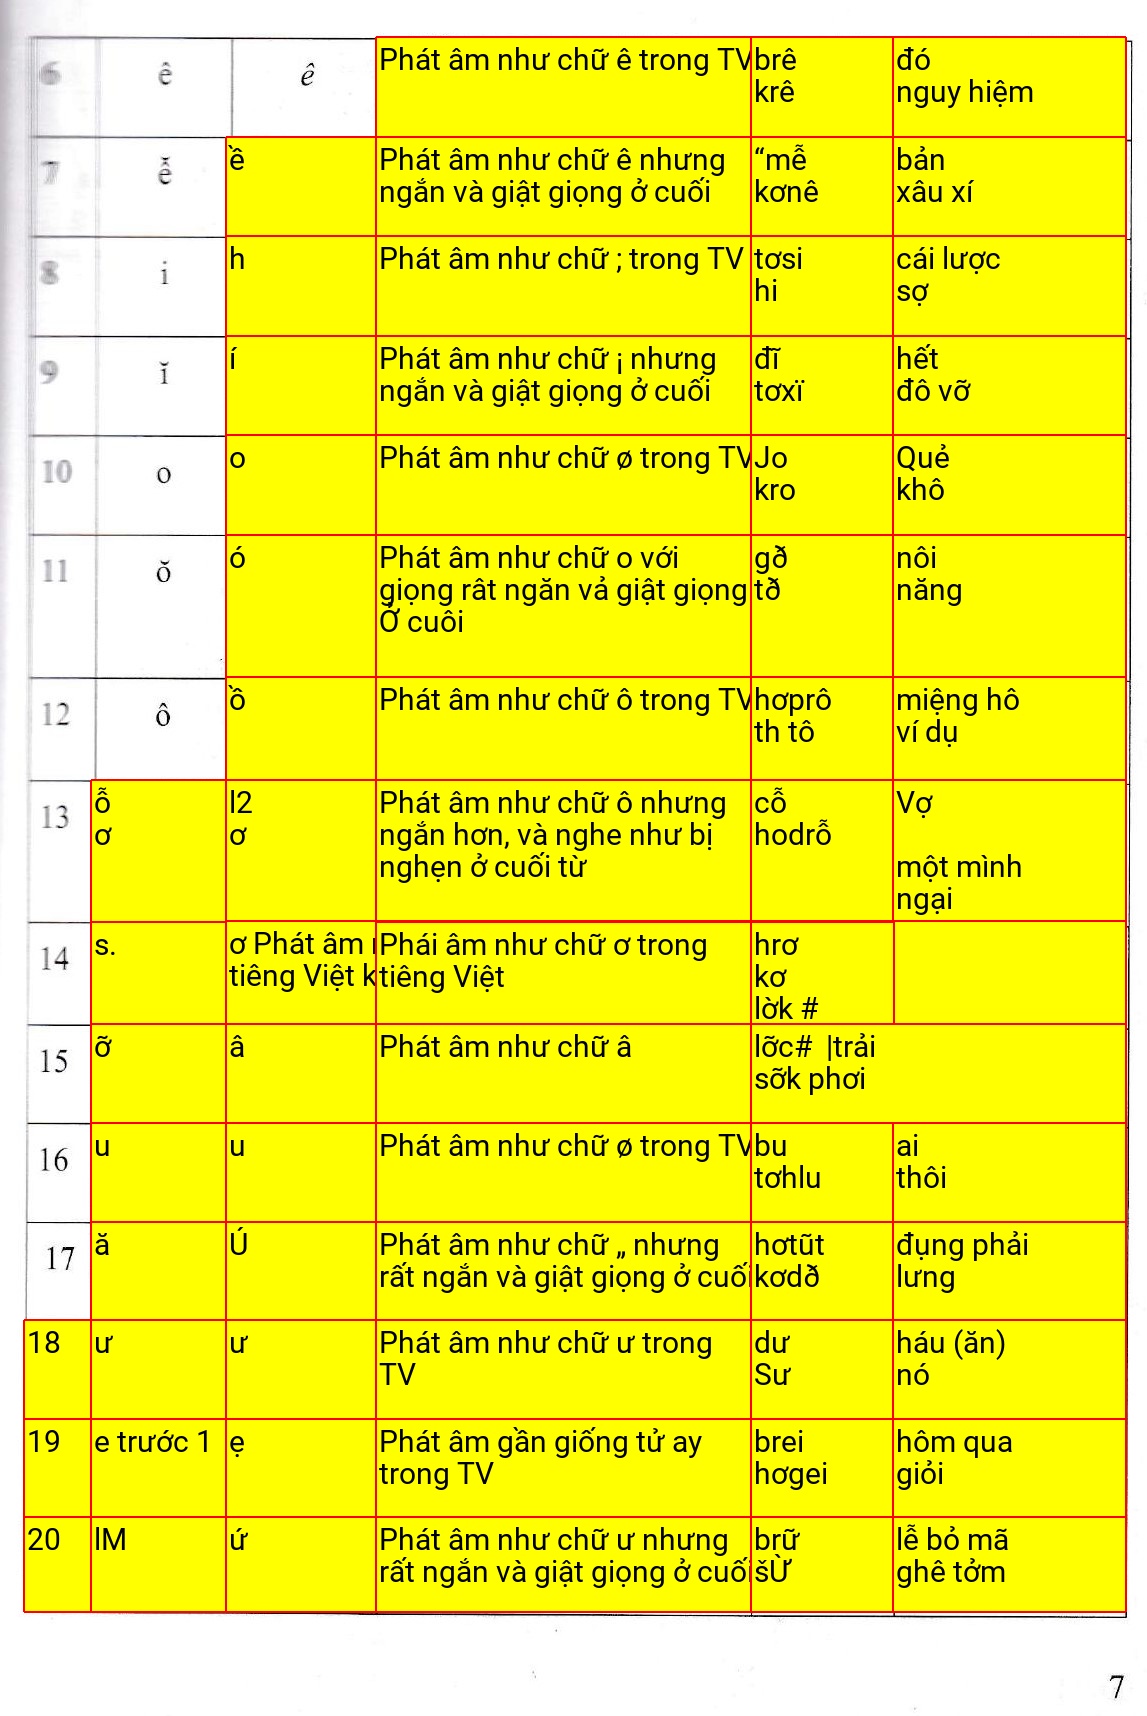 6 ê ê Phát âm như chữ ê trong TV brê đó
krê nguy hiệm
7 ê̆ ề Phát âm như chữ ê nhưng “mễ bản
ngắn và giật giọng ở cuối kơnê xâu xí
8 i h Phát âm như chữ ; trong TV tơsi cái lược
hi sợ
9 ĭ í Phát âm như chữ ¡ nhưng đĩ hết
ngắn và giật giọng ở cuối tơxï đô vỡ
10 o o Phát âm như chữ ø trong TV Jo Quẻ
kro khô
11 ŏ ó Phát âm như chữ o với gð nôi
giọng rât ngăn vả giật giọng tð năng
Ở cuôi
12 ô ồ Phát âm như chữ ô trong TV hơprô miệng hô
th tô ví dụ
13 ỗ l2 Phát âm như chữ ô nhưng cỗ Vợ
ơ ơ ngắn hơn, và nghe như bị hodrỗ
nghẹn ở cuối từ một mình
ngại
14 s. ơ Phát âm Phái âm như chữ ơ trong hrơ
tiêng Việt k tiêng Việt kơ
lờk #
15 ỡ â Phát âm như chữ â lỡc# |trải
sỡk phơi
16 u u Phát âm như chữ ø trong TV bu ai
tơhlu thôi
17 ă Ú Phát âm như chữ „ nhưng hơtũt đụng phải
rất ngắn và giật giọng ở cuối kơdð lưng
18 ư ư Phát âm như chữ ư trong dư háu (ăn)
TV Sư nó
19 e trước 1 ẹ Phát âm gần giống tử ay brei hôm qua
trong TV hơgei giỏi
20 lM ứ Phát âm như chữ ư nhưng brữ lễ bỏ mã
rất ngắn và giật giọng ở cuối šỪ ghê tởm
7